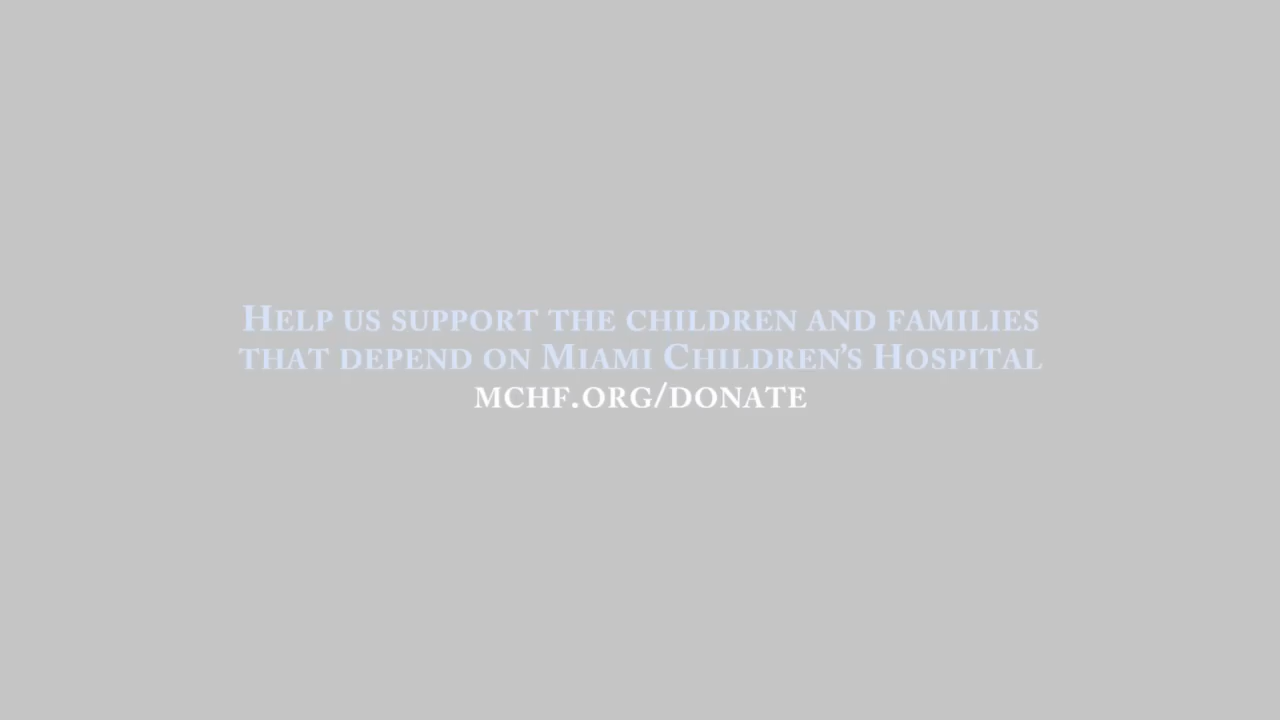 Help us support the children and families
that depend on Miami Children’s Hospital
mchf.org/donate